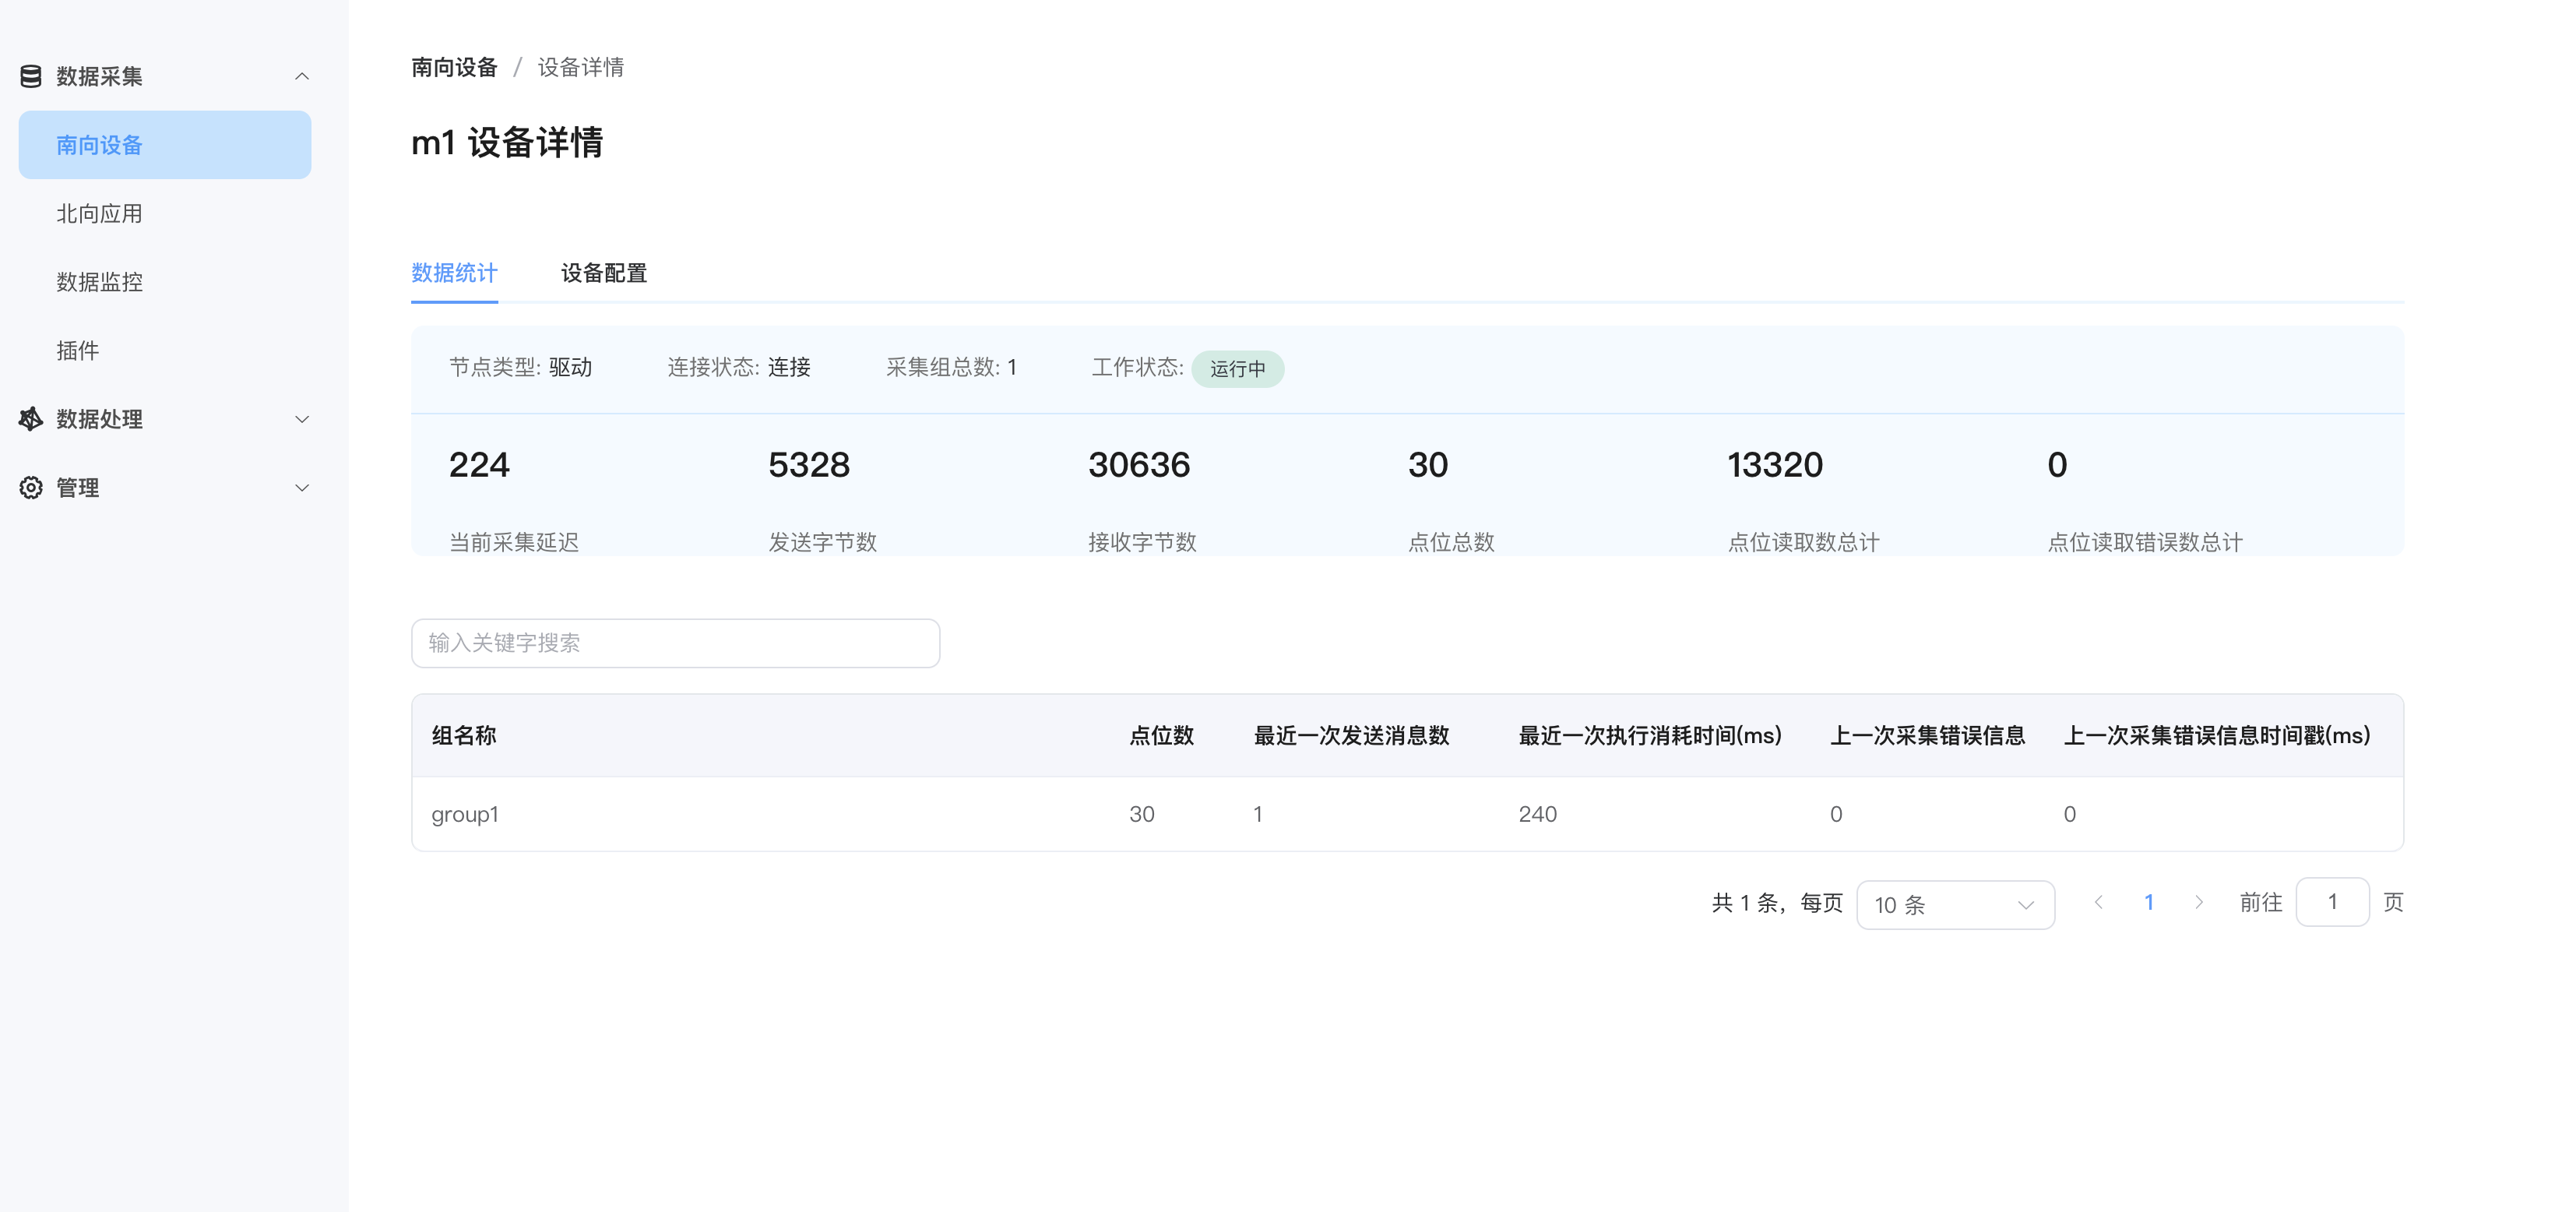 数据采集
南向设备
北向应用
数据监控
插件
数据处理
管理
南向设备 / 设备详情
m1 设备详情
数据统计 设备配置
节点类型: 驱动 连接状态: 连接 采集组总数: 1 工作状态: 运行中
224 5328 30636 30 13320 0
当前采集延迟 发送字节数 接收字节数 点位总数 点位读取数总计 点位读取错误数总计
输入关键字搜索
组名称 点位数 最近一次发送消息数 最近一次执行消耗时间(ms) 上一次采集错误信息 上一次采集错误信息时间戳(ms)
group1 30 1 240 0 0
共 1 条，每页 10 条 1 前往 1 页